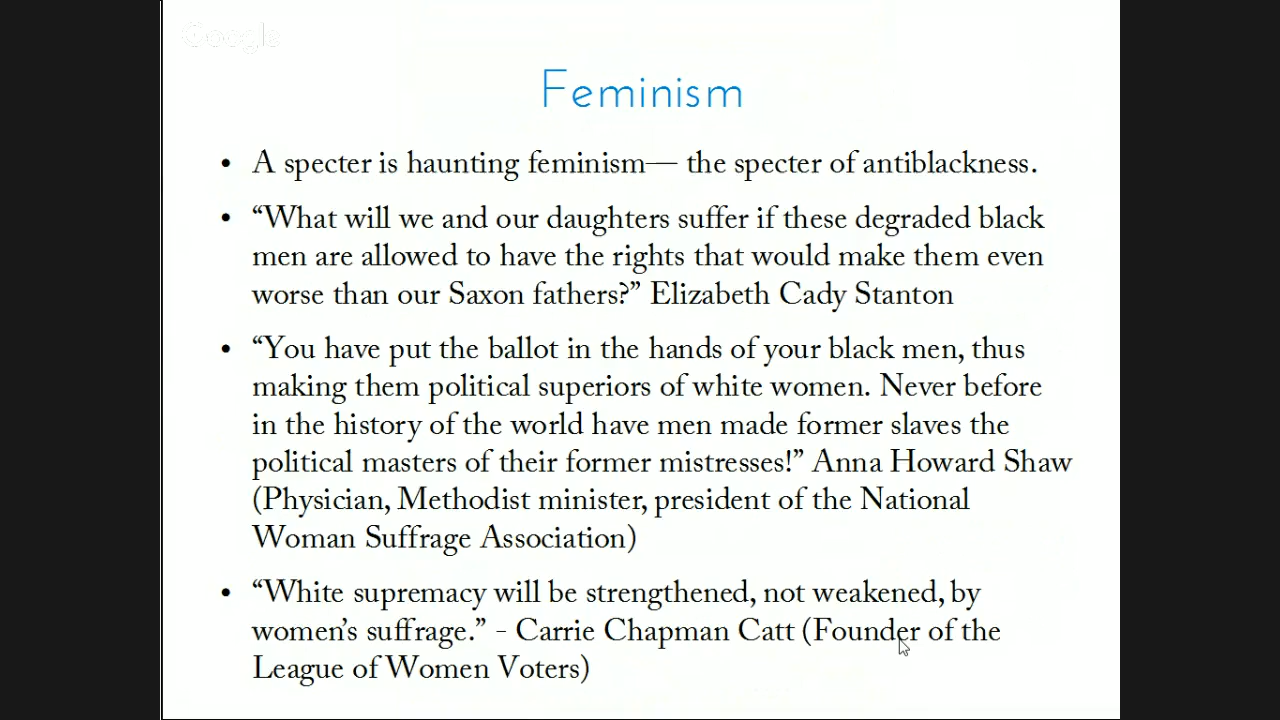 Google
Feminism
• A specter is haunting feminism— the specter of antiblackness.
• “What will we and our daughters suffer if these degraded black
men are allowed to have the rights that would make them even
worse than our Saxon fathers?” Elizabeth Cady Stanton
• “You have put the ballot in the hands of your black men, thus
making them political superiors of white women. Never before
in the history of the world have men made former slaves the
political masters of their former mistresses!” Anna Howard Shaw
(Physician, Methodist minister, president of the National
Woman Suffrage Association)
• “White supremacy will be strengthened, not weakened, by
women’s suffrage.” - Carrie Chapman Catt (Founder of the
League of Women Voters)